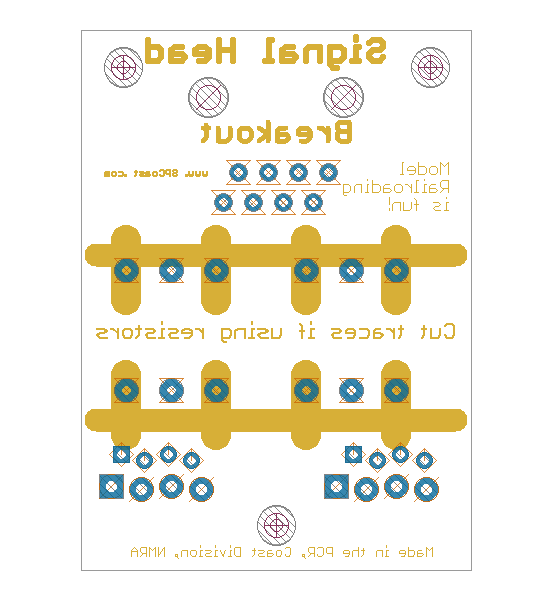 Signal Head
Breakout
www.SPCoast.com
Model
Railroading
is fun!
Cut traces if using resistors
Made in the PCR, Coast Division, NMRA